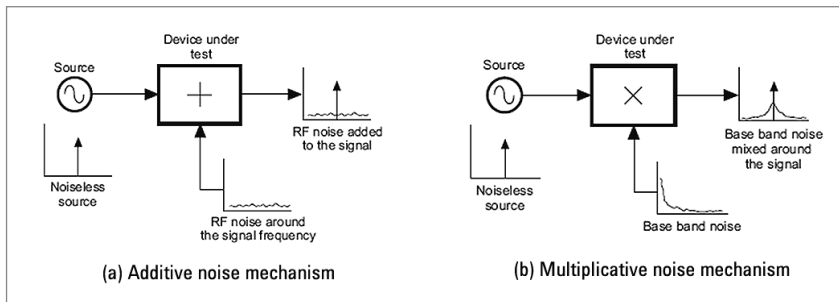 Device under
test
Source
+
RF noise added
to the signal
Noiseless
source
RF noise around
the signal frequency
(a) Additive noise mechanism
Device under
test
Source
×
Base band noise
mixed around
the signal
Noiseless
source
Base band noise
(b) Multiplicative noise mechanism